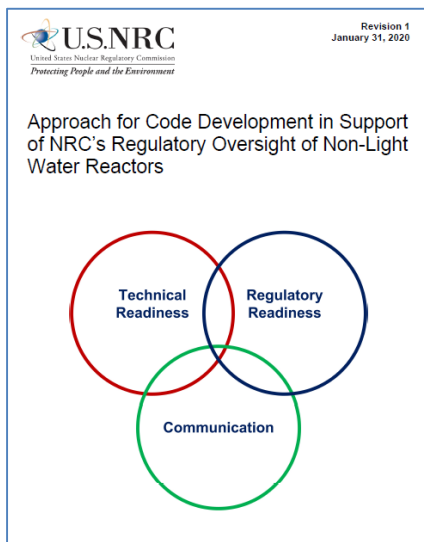 Revision 1
January 31, 2020
U.S.NRC
United States Nuclear Regulatory Commission
Protecting People and the Environment
Approach for Code Development in Support
of NRC's Regulatory Oversight of Non-Light
Water Reactors
Technical
Readiness
Regulatory
Readiness
Communication